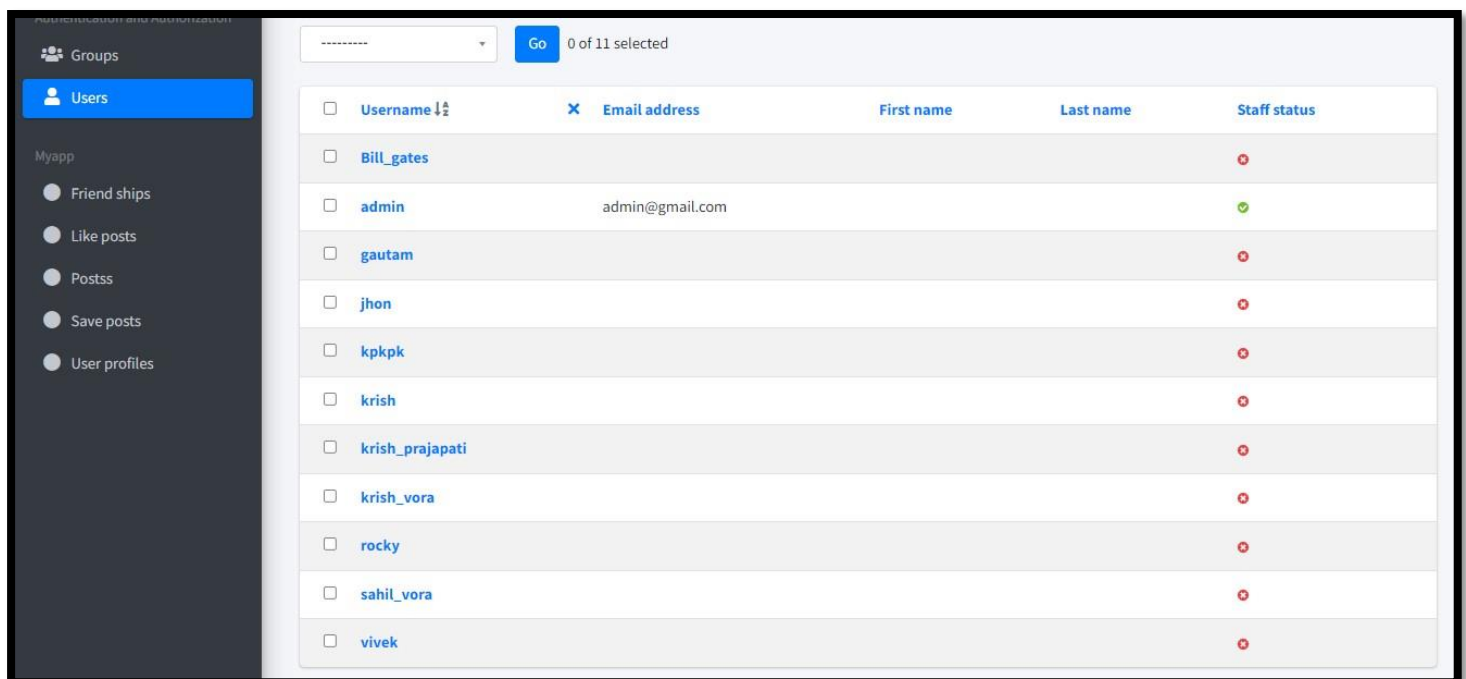 Authentication and Authorization
Groups
Users
Myapp
Friend ships
Like posts
Postss
Save posts
User profiles
--------- Go 0 of 11 selected
Username Email address First name Last name Staff status
Bill_gates
admin admin@gmail.com
gautam
jhon
kpkpk
krish
krish_prajapati
krish_vora
rocky
sahil_vora
vivek